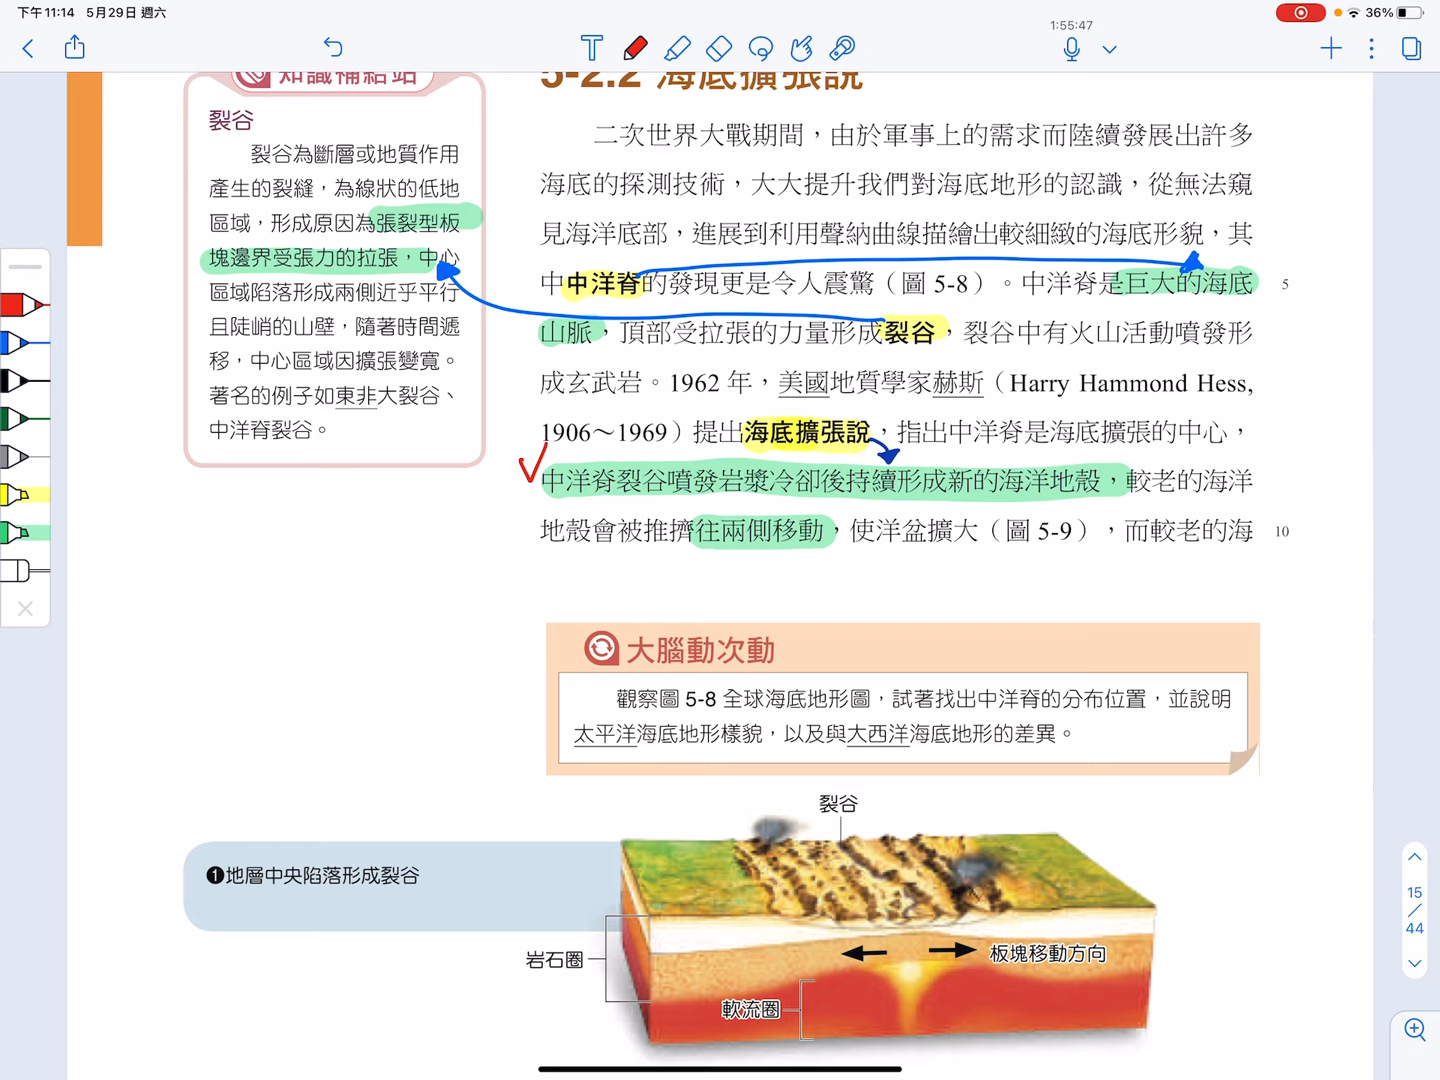 下午11:14 5月29日 週六
36%
1:55:47
知識補給站
裂谷
裂谷為斷層或地質作用
產生的裂縫，為線狀的低地
區域，形成原因為張裂型板
塊邊界受張力的拉張，中心
區域陷落形成兩側近乎平行
且陡峭的山壁，隨著時間遞
移，中心區域因擴張變寬。
著名的例子如東非大裂谷、
中洋脊裂谷。
5-2.2 海底擴張說
二次世界大戰期間，由於軍事上的需求而陸續發展出許多
海底的探測技術，大大提升我們對海底地形的認識，從無法窺
見海洋底部，進展到利用聲納曲線描繪出較細緻的海底形貌，其
中中洋脊的發現更是令人震驚（圖 5-8）。中洋脊是巨大的海底 5
山脈，頂部受拉張的力量形成裂谷，裂谷中有火山活動噴發形
成玄武岩。1962 年，美國地質學家赫斯（Harry Hammond Hess,
1906～1969）提出海底擴張說，指出中洋脊是海底擴張的中心，
中洋脊裂谷噴發岩漿冷卻後持續形成新的海洋地殼，較老的海洋
地殼會被推擠往兩側移動，使洋盆擴大（圖 5-9），而較老的海 10
大腦動次動
觀察圖 5-8 全球海底地形圖，試著找出中洋脊的分布位置，並說明
太平洋海底地形樣貌，以及與大西洋海底地形的差異。
裂谷
❶地層中央陷落形成裂谷
岩石圈
板塊移動方向
軟流圈
15
/
44